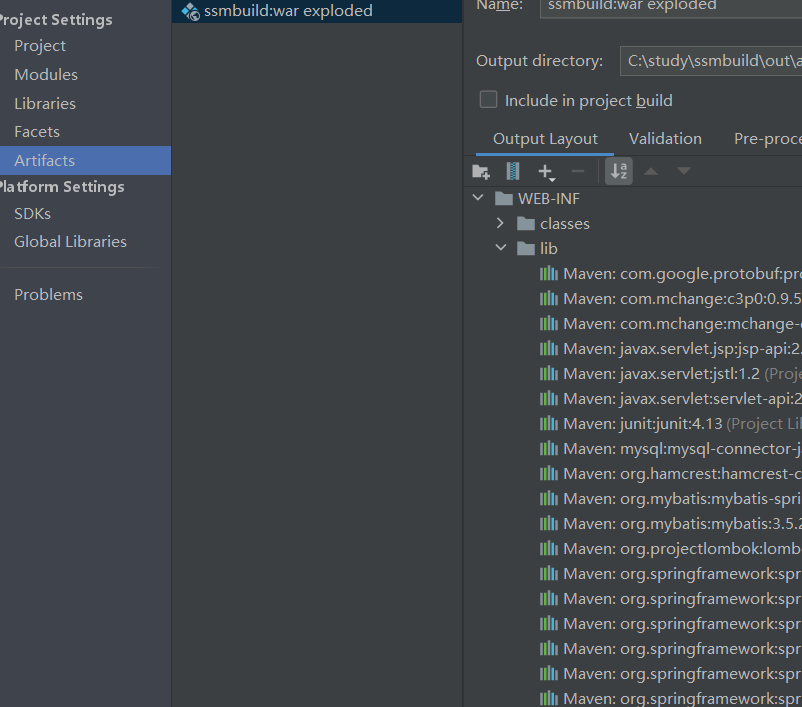 Project Settings
Project
Modules
Libraries
Facets
Artifacts
Platform Settings
SDKs
Global Libraries
Problems
ssmbuild:war exploded
Name: ssmbuild:war exploded
Output directory: C:\study\ssmbuild\out\a
Include in project build
Output Layout Validation Pre-proce
WEB-INF
classes
lib
Maven: com.google.protobuf:pro
Maven: com.mchange:c3p0:0.9.5
Maven: com.mchange:mchange-
Maven: javax.servlet.jsp:jsp-api:2.
Maven: javax.servlet:jstl:1.2 (Proje
Maven: javax.servlet:servlet-api:2
Maven: junit:junit:4.13 (Project Li
Maven: mysql:mysql-connector-j
Maven: org.hamcrest:hamcrest-c
Maven: org.mybatis:mybatis-spri
Maven: org.mybatis:mybatis:3.5.2
Maven: org.projectlombok:lomb
Maven: org.springframework:spr
Maven: org.springframework:spr
Maven: org.springframework:spr
Maven: org.springframework:spr
Maven: org.springframework:spr
Maven: org.springframework:spr